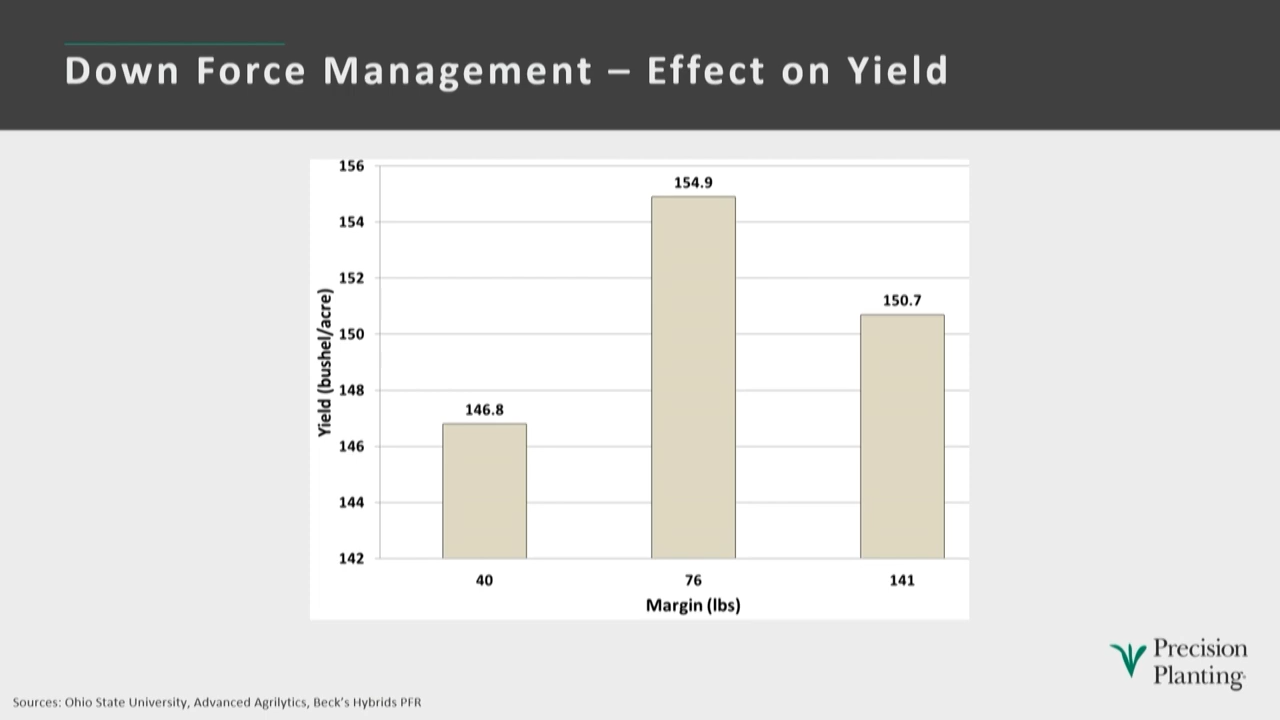 Down Force Management – Effect on Yield
156
154.9
154
152
150.7
150
148
146.8
146
144
142
Yield (bushel/acre)
40
76
141
Margin (lbs)
Precision
Planting
Sources: Ohio State University, Advanced Agrilytics, Beck's Hybrids PFR